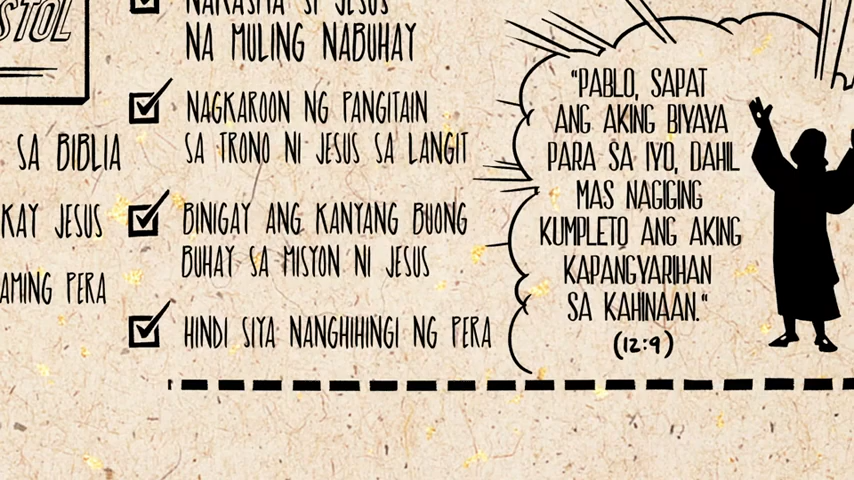 STOL
SA BIBLIA
KAY JESUS
AMING PERA
NAKASMA SI JESUS
NA MULING NABUHAY
NAGKAROON NG PANGITAIN
SA TRONO NI JESUS SA LANGIT
BINIGAY ANG KANYANG BUONG
BUHAY SA MISYON NI JESUS
HINDI SIYA NANGHIHINGI NG PERA
"PABLO, SAPAT
ANG AKING BIYAYA
PARA SA IYO, DAHIL
MAS NAGIGING
KUMPLETO ANG AKING
KAPANGYARIHAN
SA KAHINAAN."
(12:9)